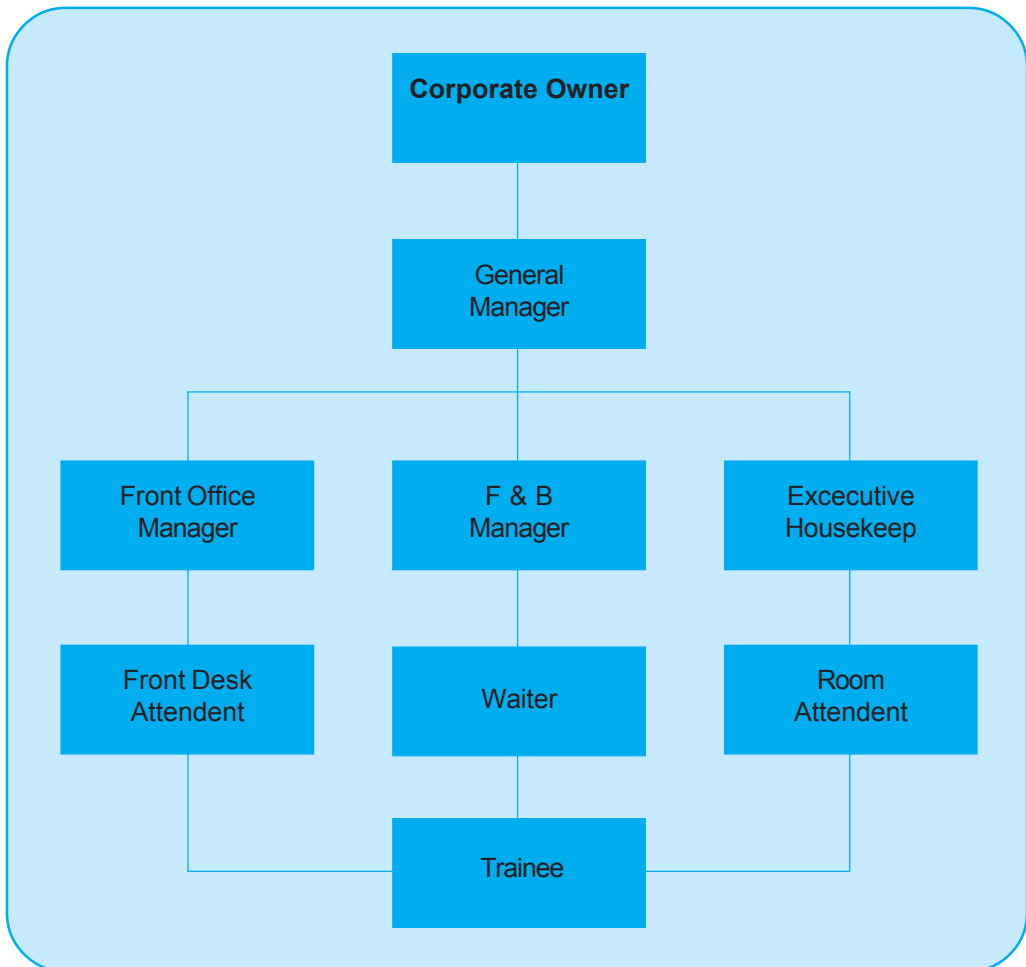 Corporate Owner
General
Manager
Front Office
Manager
F & B
Manager
Excecutive
Housekeep
Front Desk
Attendent
Waiter
Room
Attendent
Trainee